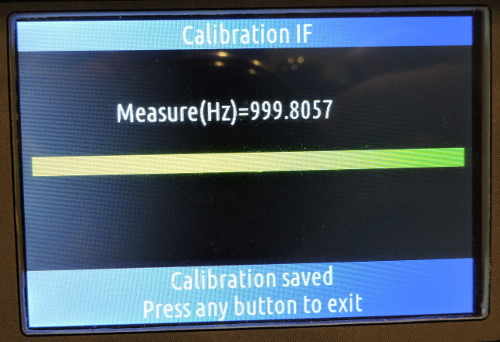 Calibration IF
Measure(Hz)=999.8057
Calibration saved
Press any button to exit